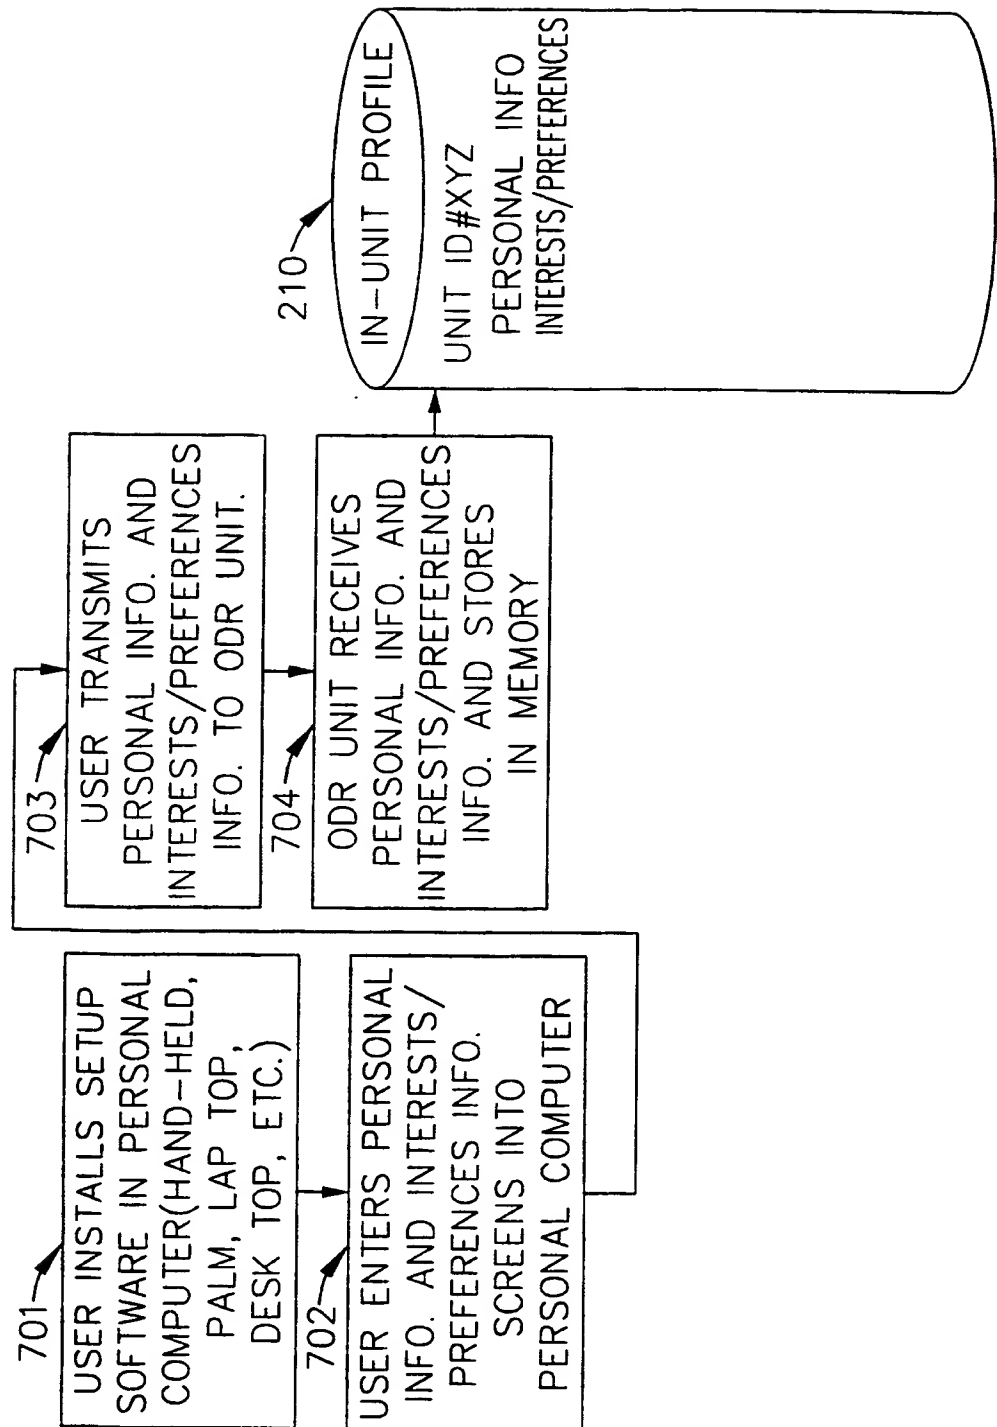 701
USER INSTALLS SETUP
SOFTWARE IN PERSONAL
COMPUTER(HAND-HELD,
PALM, LAP TOP,
DESK TOP, ETC.)
702
USER ENTERS PERSONAL
INFO. AND INTERESTS/
PREFERENCES INFO.
SCREENS INTO
PERSONAL COMPUTER
703
USER TRANSMITS
PERSONAL INFO. AND
INTERESTS/PREFERENCES
INFO. TO ODR UNIT.
704
ODR UNIT RECEIVES
PERSONAL INFO. AND
INTERESTS/PREFERENCES
INFO. AND STORES
IN MEMORY
210
IN-UNIT PROFILE
UNIT ID#XYZ
PERSONAL INFO
INTERESTS/PREFERENCES